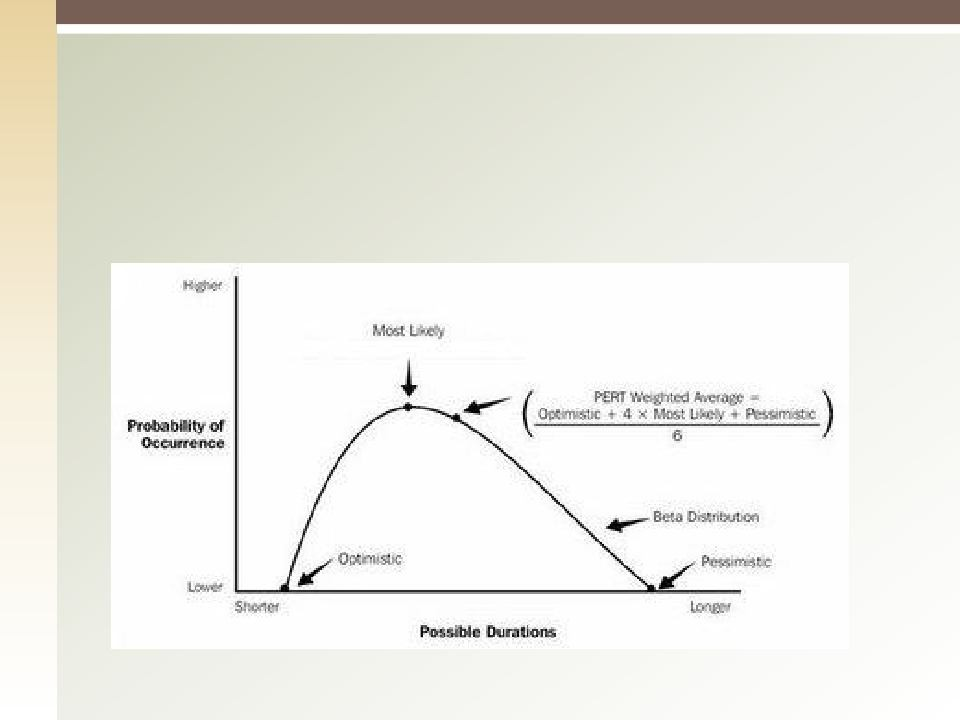 Higher
Most Likely
PERT Weighted Average =
Optimistic + 4 × Most Likely + Pessimistic
6
Probability of
Occurrence
Beta Distribution
Optimistic
Pessimistic
Lower
Shorter
Longer
Possible Durations